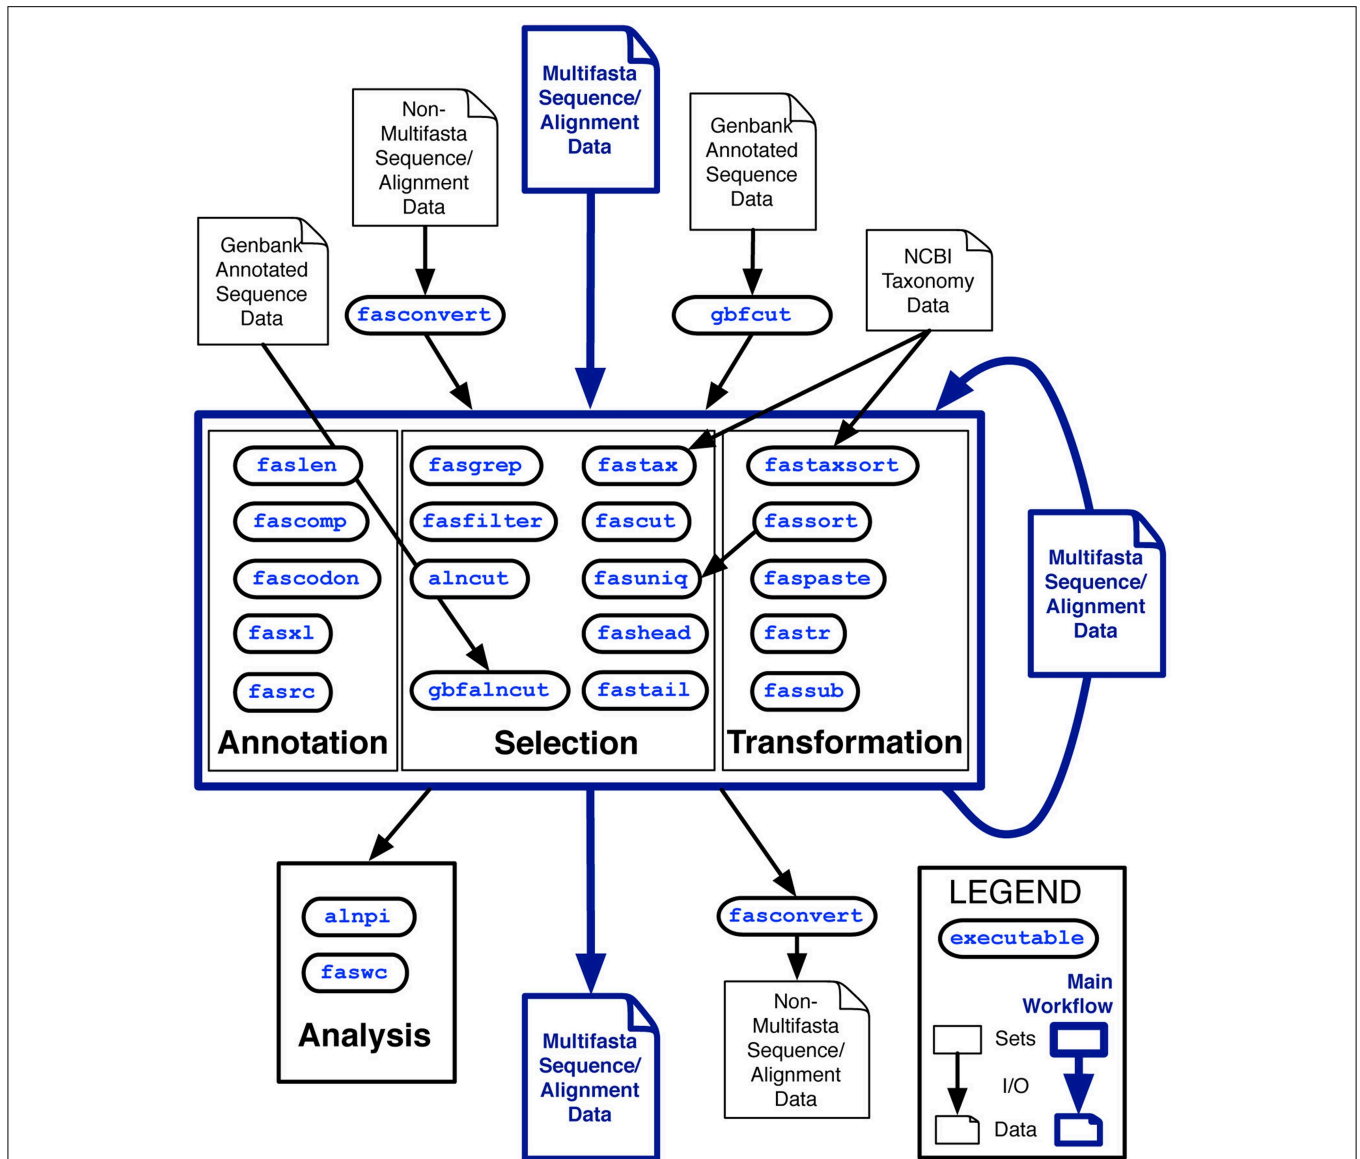 Multifasta
Sequence/
Alignment
Data
Non-
Multifasta
Sequence/
Alignment
Data
Genbank
Annotated
Sequence
Data
Genbank
Annotated
Sequence
Data
NCBI
Taxonomy
Data
fasconvert
gbfcut
faslen
fascomp
fascodon
fasxl
fasrc
Annotation
fasgrep
fasfilter
alncut
gbfalncut
fastax
fascut
fasuniq
fashead
fastail
Selection
fastaxsort
fassort
faspaste
fastr
fassub
Transformation
Multifasta
Sequence/
Alignment
Data
alnpi
faswc
Analysis
Multifasta
Sequence/
Alignment
Data
fasconvert
Non-
Multifasta
Sequence/
Alignment
Data
LEGEND
executable
Main
Workflow
Sets
I/O
Data